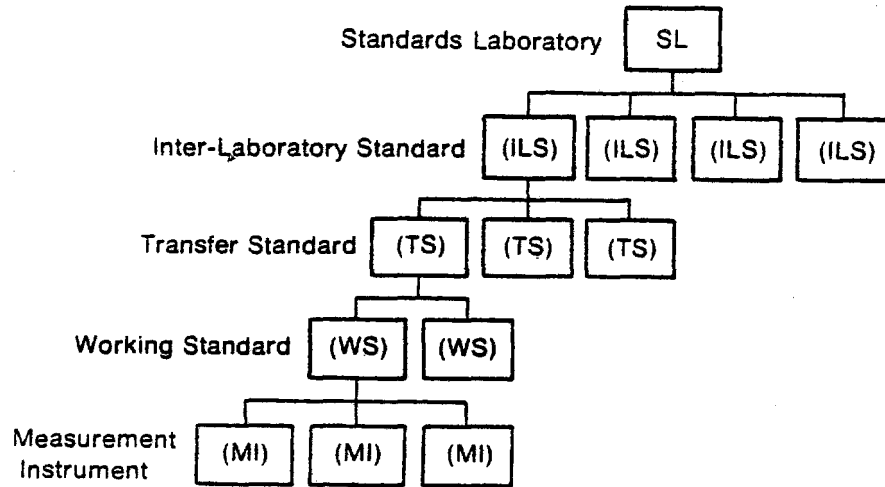 Standards Laboratory SL
Inter-Laboratory Standard (ILS) (ILS) (ILS) (ILS)
Transfer Standard (TS) (TS) (TS)
Working Standard (WS) (WS)
Measurement
Instrument (MI) (MI) (MI)